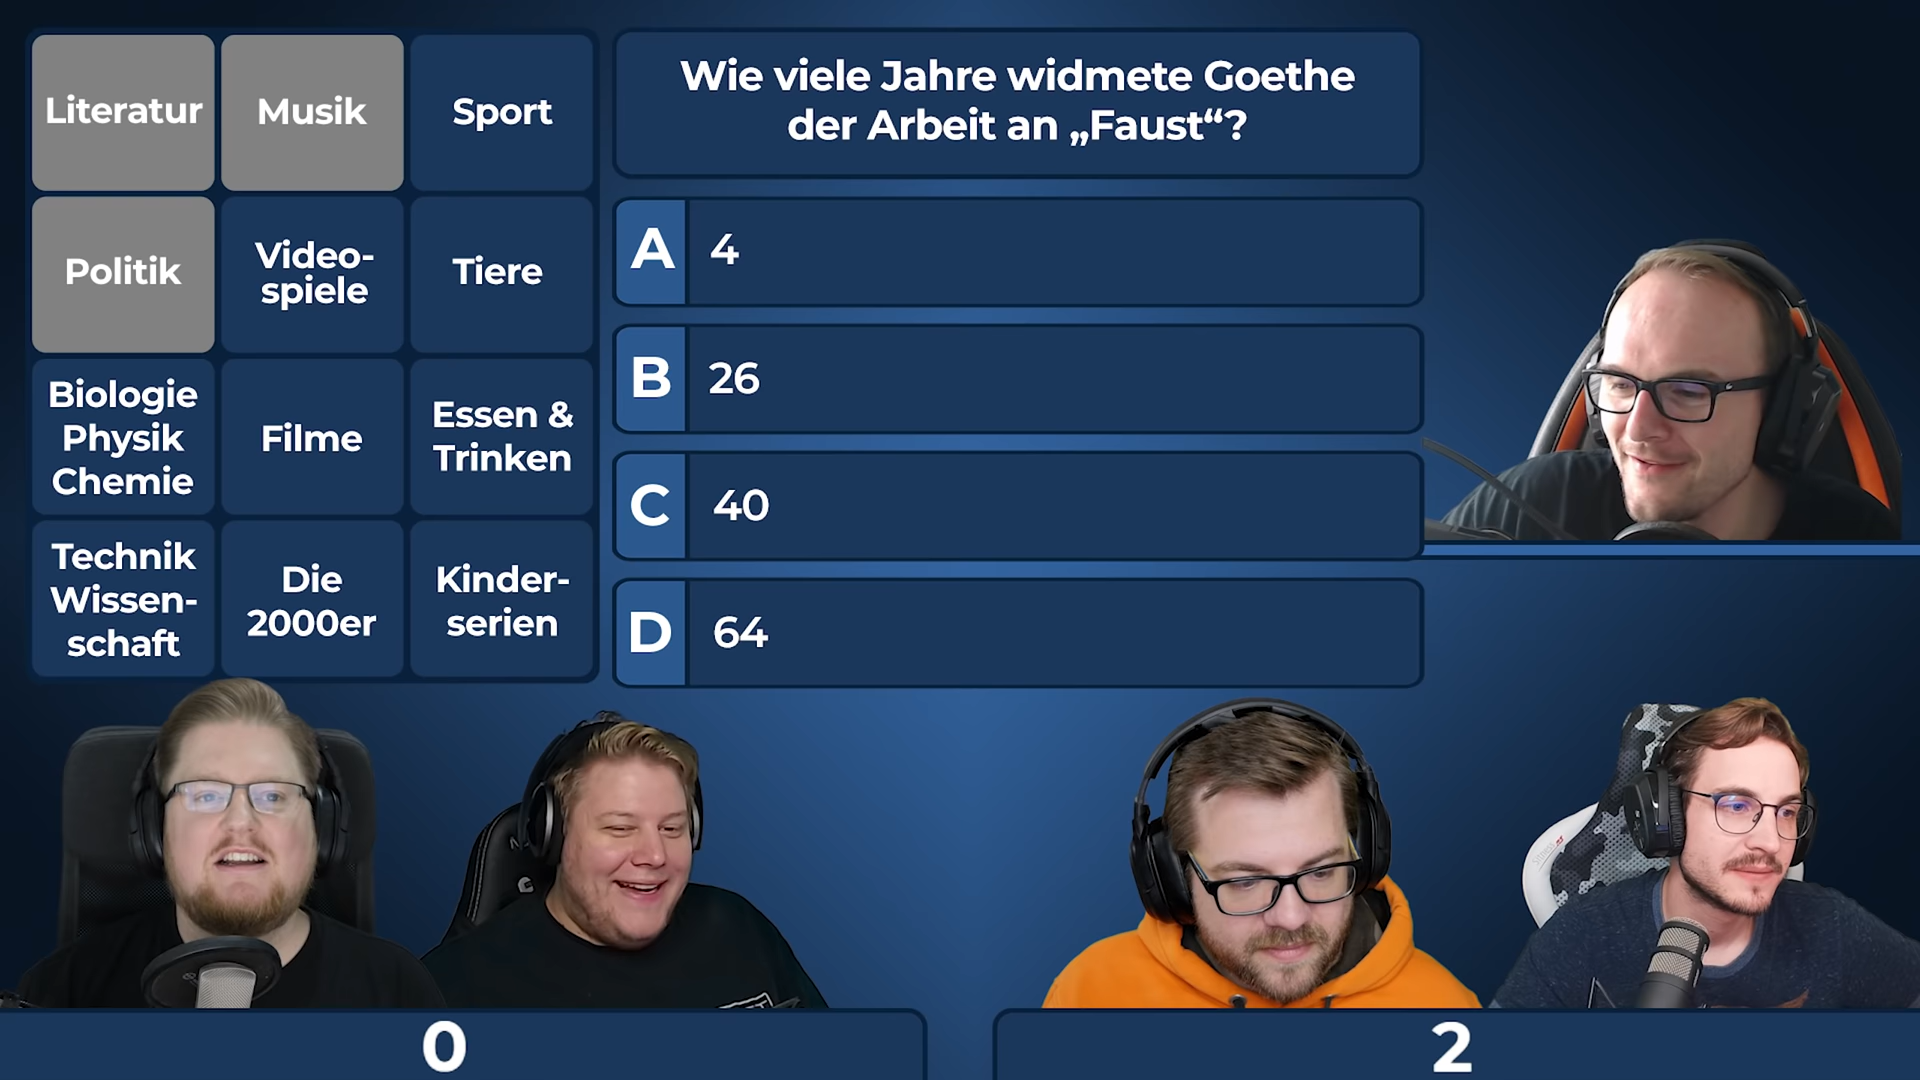 Literatur
Musik
Sport
Politik
Video-
spiele
Tiere
Biologie
Physik
Chemie
Filme
Essen &
Trinken
Technik
Wissen-
schaft
Die
2000er
Kinder-
serien
Wie viele Jahre widmete Goethe
der Arbeit an „Faust“?
A 4
B 26
C 40
D 64
0
2